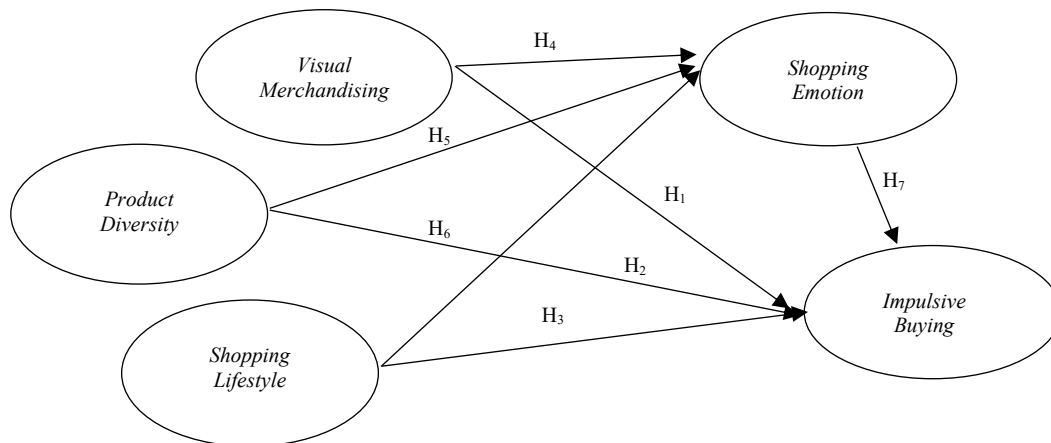 H₄
Visual
Merchandising
Shopping
Emotion
H₅
H₇
Product
Diversity
H₁
H₆
H₂
Impulsive
Buying
H₃
Shopping
Lifestyle